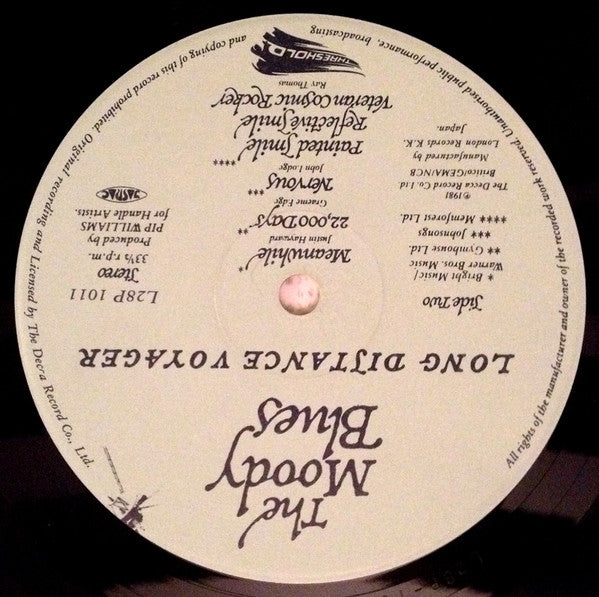 The
Moody
Blues
LONG DISTANCE VOYAGER
Side Two
* Bright Music/
Warner Bros. Music
** Gymhouse Ltd.
*** Johnsongs
**** Memforest Ltd.
℗1981
The Decca Record Co. Ltd
Britico/GEMA/NCB
Manufactured by
London Records K.K.
Japan.
Meanwhile*
Justin Hayward
22,000 Days**
Graeme Edge
Nervous***
John Lodge
Painted Smile****
Reflective Smile
Veteran Cosmic Rocker
Ray Thomas
THRESHOLD
L28P 1011
Stereo
33⅓ r.p.m.
Produced by
PIP WILLIAMS
for Handle Artists.
JASRAC
All rights of the manufacturer and owner of the recorded work reserved. Unauthorised public performance, broadcasting and copying of this record prohibited. Original recording and Licensed by The Decca Record Co., Ltd.